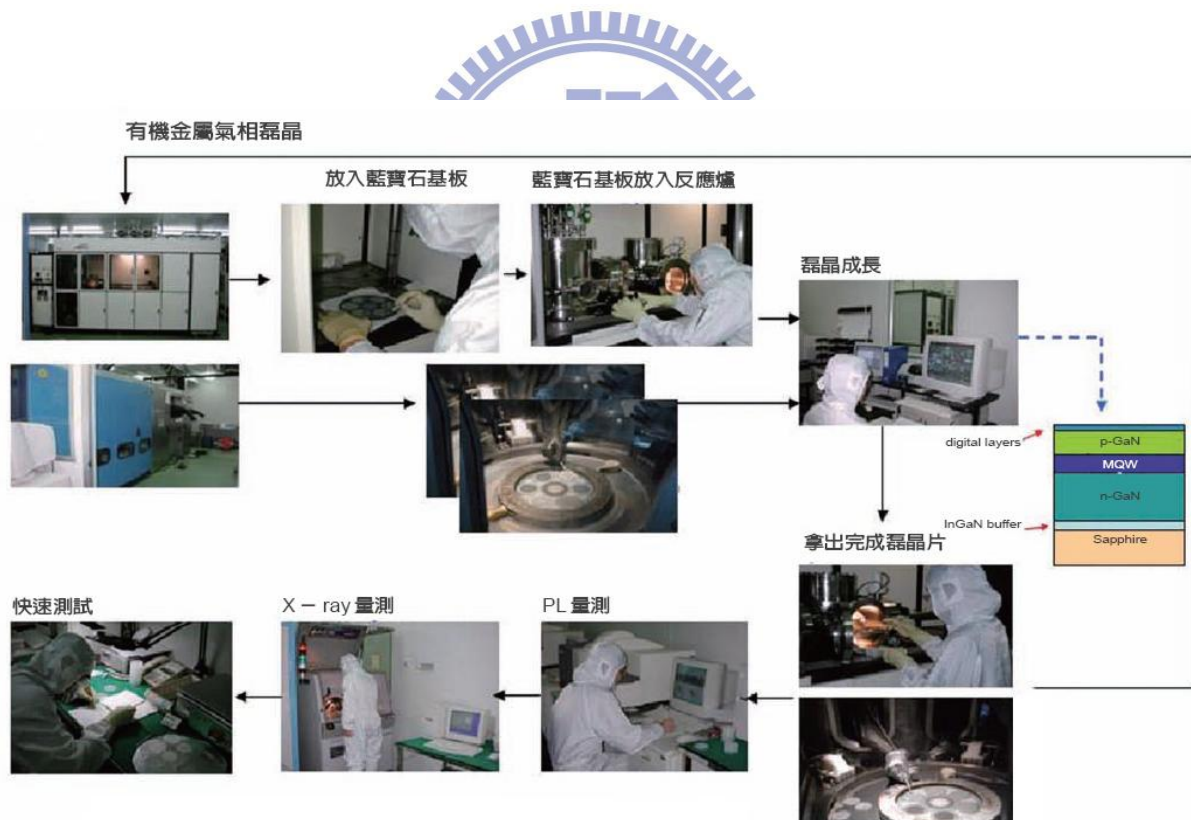 有機金屬氣相磊晶
放入藍寶石基板
藍寶石基板放入反應爐
磊晶成長
digital layers
p-GaN
MQW
n-GaN
InGaN buffer
Sapphire
拿出完成磊晶片
PL 量測
X－ray 量測
快速測試